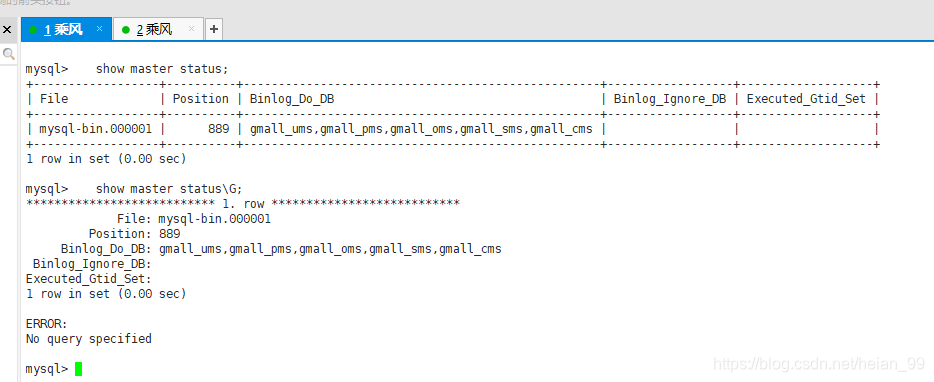 1 乘风 × 2 乘风 × +
mysql>    show master status;
+------------------+----------+---------------------------------------------------+------------------+-------------------+
| File             | Position | Binlog_Do_DB                                      | Binlog_Ignore_DB | Executed_Gtid_Set |
+------------------+----------+---------------------------------------------------+------------------+-------------------+
| mysql-bin.000001 |      889 | gmall_ums,gmall_pms,gmall_oms,gmall_sms,gmall_cms |                  |                   |
+------------------+----------+---------------------------------------------------+------------------+-------------------+
1 row in set (0.00 sec)
mysql>    show master status\G;
*************************** 1. row ***************************
             File: mysql-bin.000001
         Position: 889
     Binlog_Do_DB: gmall_ums,gmall_pms,gmall_oms,gmall_sms,gmall_cms
 Binlog_Ignore_DB:
Executed_Gtid_Set:
1 row in set (0.00 sec)
ERROR:
No query specified
mysql>
https://blog.csdn.net/heian_99